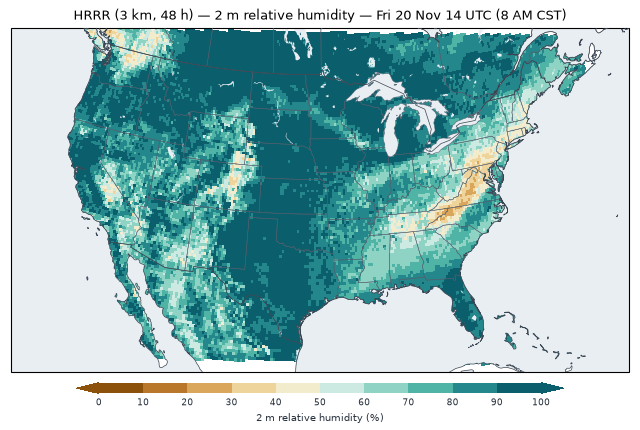 HRRR (3 km, 48 h) — 2 m relative humidity — Fri 20 Nov 14 UTC (8 AM CST)
0 10 20 30 40 50 60 70 80 90 100
2 m relative humidity (%)